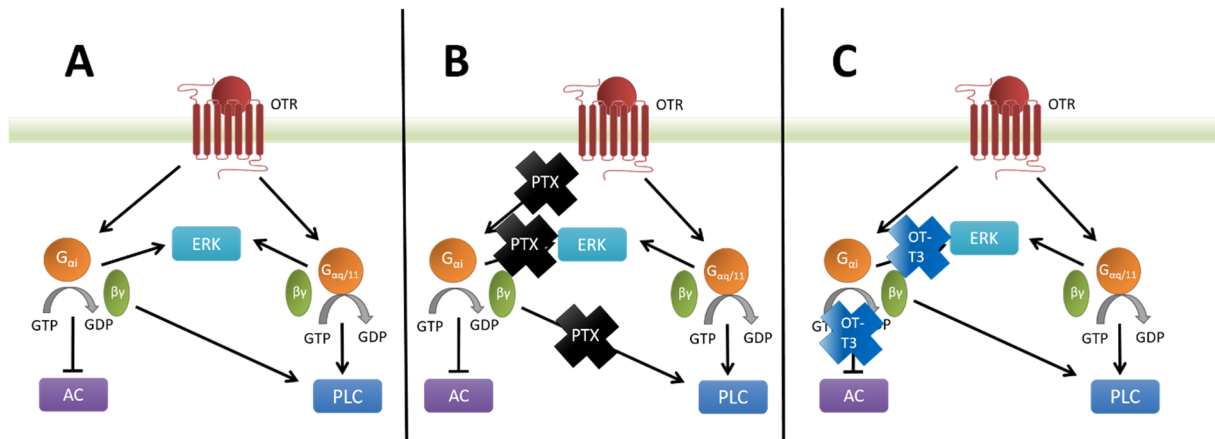 A
OTR
ERK
Gαi
Gαq/11
βγ
βγ
GTP
GDP
GTP
GDP
AC
PLC
B
OTR
PTX
PTX
ERK
Gαi
Gαq/11
βγ
βγ
GTP
GDP
PTX
GTP
GDP
AC
PLC
C
OTR
OT-
T3
ERK
Gαi
Gαq/11
βγ
βγ
GT
P
OT-
T3
GTP
GDP
AC
PLC